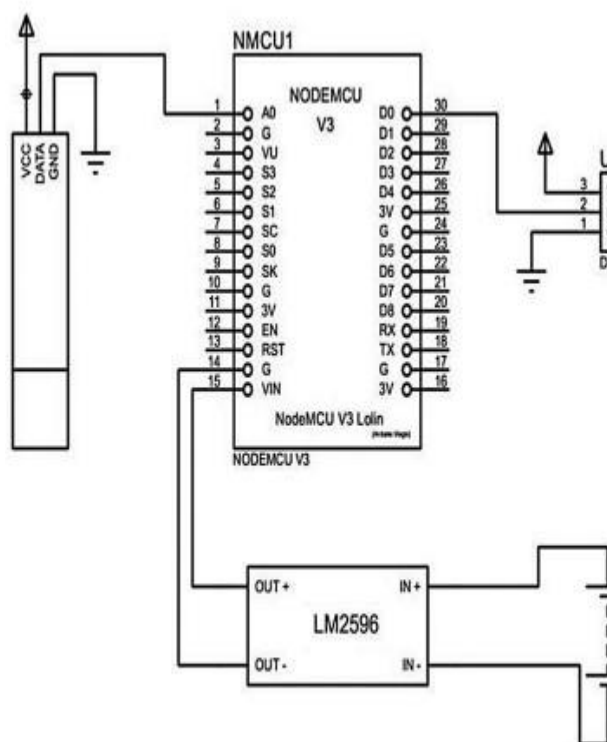 NMCU1
NODEMCU
V3
VCC
DATA
GND
1 A0
2 G
3 VU
4 S3
5 S2
6 S1
7 SC
8 S0
9 SK
10 G
11 3V
12 EN
13 RST
14 G
15 VIN
D0 30
D1 29
D2 28
D3 27
D4 26
3V 25
G 24
D5 23
D6 22
D7 21
D8 20
RX 19
TX 18
G 17
3V 16
NodeMCU V3 Lolin
NODEMCU V3
U
3
2
1
D
OUT + IN +
LM2596
OUT - IN -